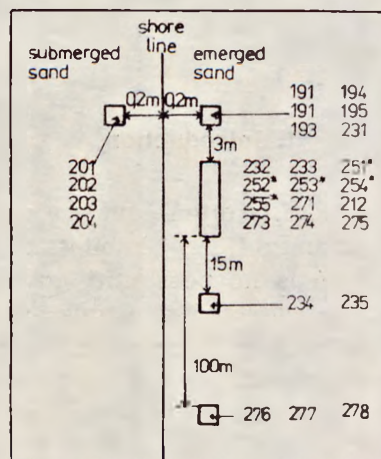 shore
line
submerged
sand
emerged
sand
0,2m 0,2m
191 194
191 195
193 231
3m
201
202
203
204
232 233 251*
252* 253* 254*
255* 271 212
273 274 275
15m
234 235
100m
276 277 278